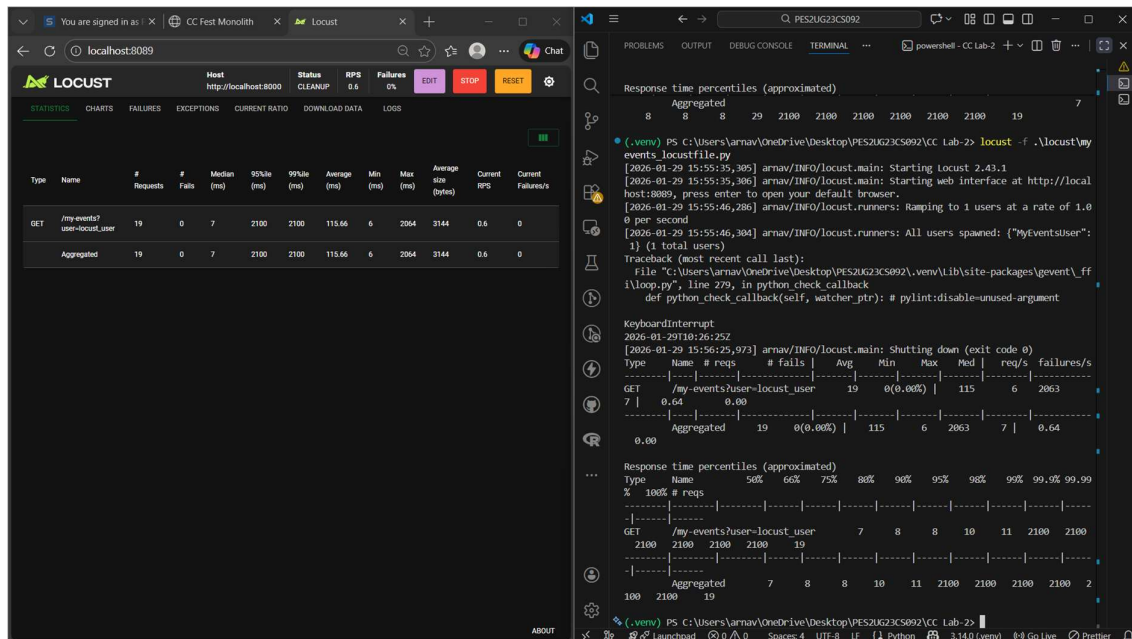 You are signed in as
CC Fest Monolith
Locust
localhost:8089
Chat
LOCUST
Host
http://localhost:8000
Status
CLEANUP
RPS
0.6
Failures
0%
EDIT
STOP
RESET
STATISTICS CHARTS FAILURES EXCEPTIONS CURRENT RATIO DOWNLOAD DATA LOGS
Type Name # Requests # Fails Median (ms) 95%ile (ms) 99%ile (ms) Average (ms) Min (ms) Max (ms) Average size (bytes) Current RPS Current Failures/s
GET /my-events?user=locust_user 19 0 7 2100 2100 115.66 6 2064 3144 0.6 0
Aggregated 19 0 7 2100 2100 115.66 6 2064 3144 0.6 0
ABOUT
PES2UG23CS092
PROBLEMS OUTPUT DEBUG CONSOLE TERMINAL ... powershell - CC Lab-2
Response time percentiles (approximated)
Aggregated 7
8 8 8 29 2100 2100 2100 2100 2100 2100 19
(.venv) PS C:\Users\arnav\OneDrive\Desktop\PES2UG23CS092\CC Lab-2> locust -f .\locust\my
events_locustfile.py
[2026-01-29 15:55:35,305] arnav/INFO/locust.main: Starting Locust 2.43.1
[2026-01-29 15:55:35,306] arnav/INFO/locust.main: Starting web interface at http://local
host:8089, press enter to open your default browser.
[2026-01-29 15:55:46,286] arnav/INFO/locust.runners: Ramping to 1 users at a rate of 1.0
0 per second
[2026-01-29 15:55:46,304] arnav/INFO/locust.runners: All users spawned: {"MyEventsUser":
1} (1 total users)
Traceback (most recent call last):
File "C:\Users\arnav\OneDrive\Desktop\PES2UG23CS092\.venv\Lib\site-packages\gevent\_ff
i\loop.py", line 279, in python_check_callback
def python_check_callback(self, watcher_ptr): # pylint:disable=unused-argument
KeyboardInterrupt
2026-01-29T10:26:25Z
[2026-01-29 15:56:25,973] arnav/INFO/locust.main: Shutting down (exit code 0)
Type Name # reqs # fails | Avg Min Max Med | req/s failures/s
--------|----|-------|-------------|-------|-------|-------|-------|--------|-----------
GET /my-events?user=locust_user 19 0(0.00%) | 115 6 2063
7 | 0.64 0.00
--------|----|-------|-------------|-------|-------|-------|-------|--------|-----------
Aggregated 19 0(0.00%) | 115 6 2063 7 | 0.64
0.00
Response time percentiles (approximated)
Type Name 50% 66% 75% 80% 90% 95% 98% 99% 99.9% 99.99
% 100% # reqs
--------|-------|--------|------|------|------|------|------|------|------|------
-|------|------
GET /my-events?user=locust_user 7 8 8 10 11 2100 2100
2100 2100 2100 2100 19
--------|-------|--------|------|------|------|------|------|------|------|------
-|------|------
Aggregated 7 8 8 10 11 2100 2100 2100 2100 2
100 2100 19
(.venv) PS C:\Users\arnav\OneDrive\Desktop\PES2UG23CS092\CC Lab-2>
Launchpad 0 0 Spaces: 4 UTF-8 LF Python 3.14.0 (.venv) Go Live Prettier